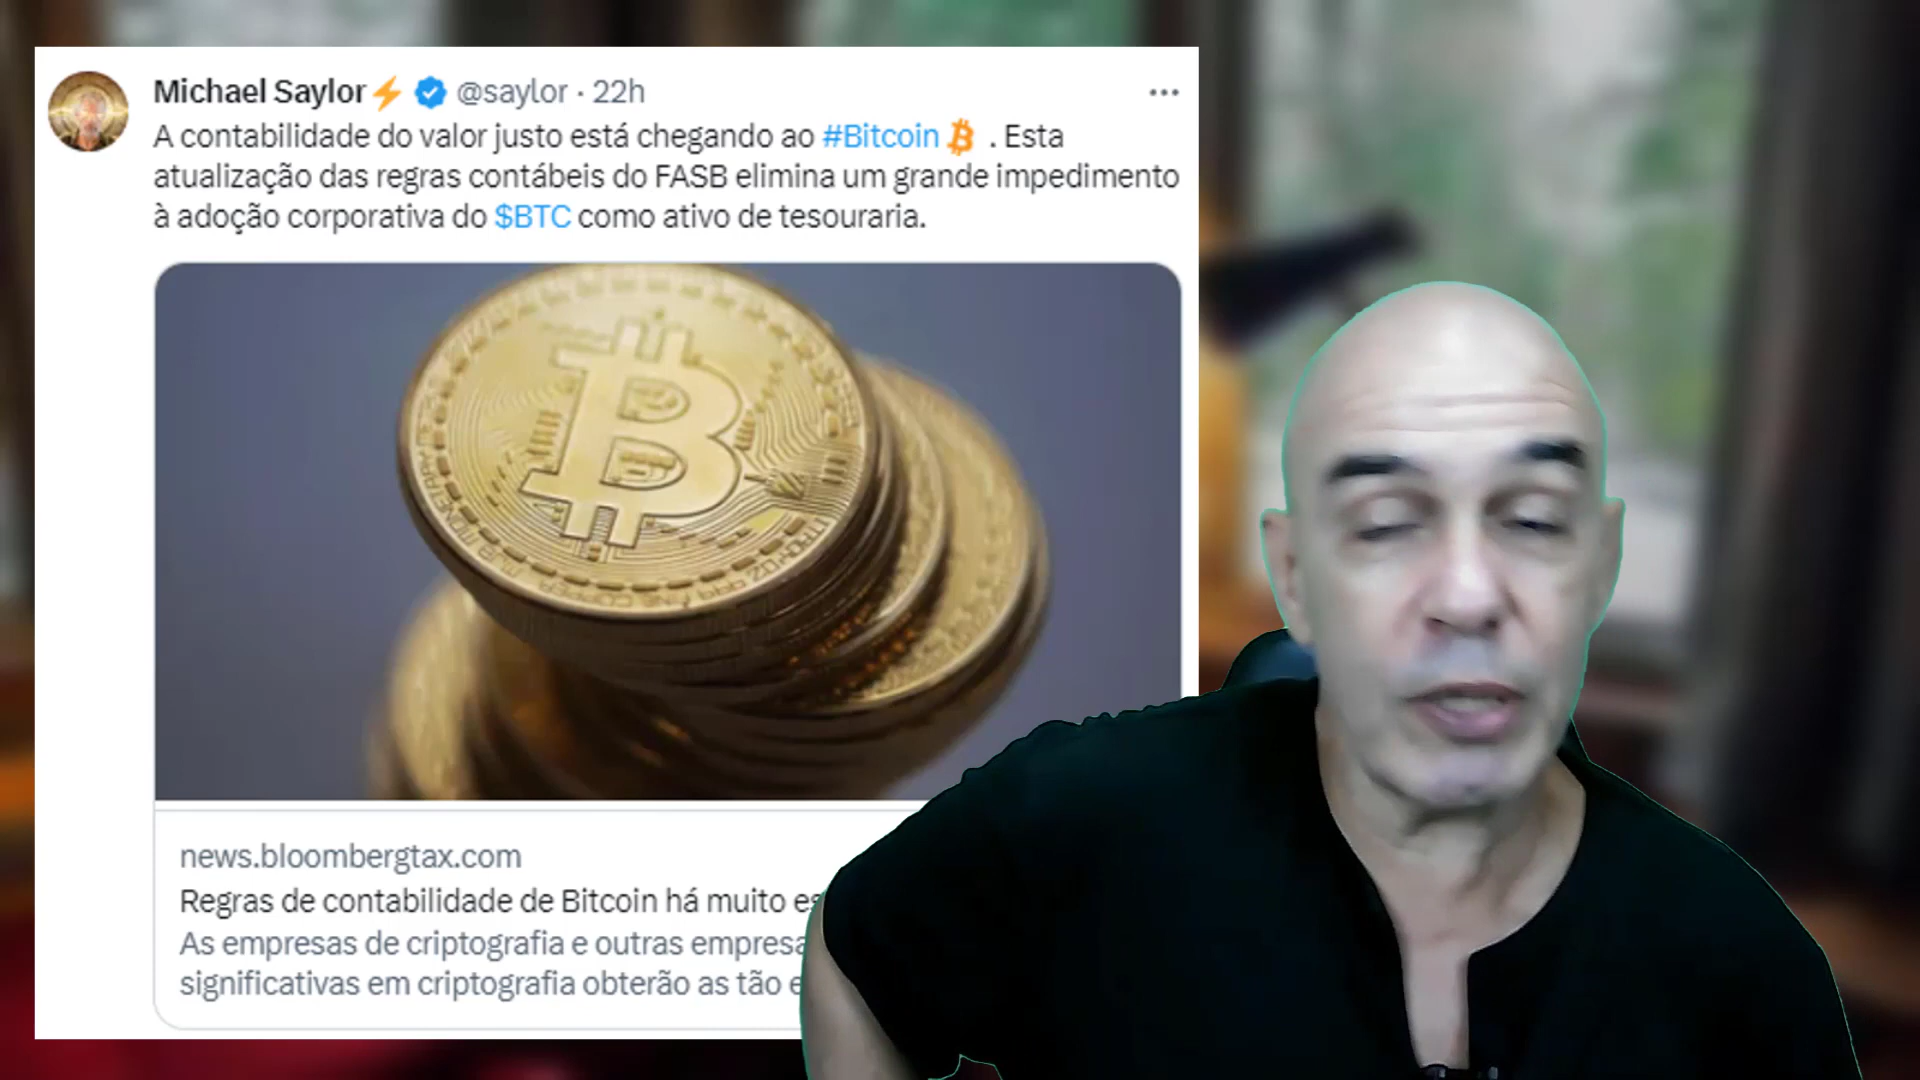 Michael Saylor⚡ @saylor · 22h
A contabilidade do valor justo está chegando ao #Bitcoin . Esta
atualização das regras contábeis do FASB elimina um grande impedimento
à adoção corporativa do $BTC como ativo de tesouraria.
news.bloombergtax.com
Regras de contabilidade de Bitcoin há muito
As empresas de criptografia e outras
significativas em criptografia obterão as tão